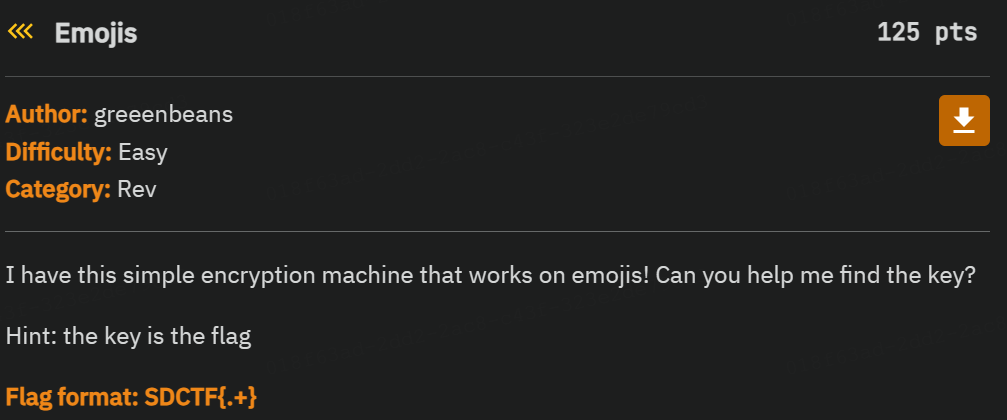 Emojis
125 pts
Author: greeenbeans
Difficulty: Easy
Category: Rev
I have this simple encryption machine that works on emojis! Can you help me find the key?
Hint: the key is the flag
Flag format: SDCTF{.+}